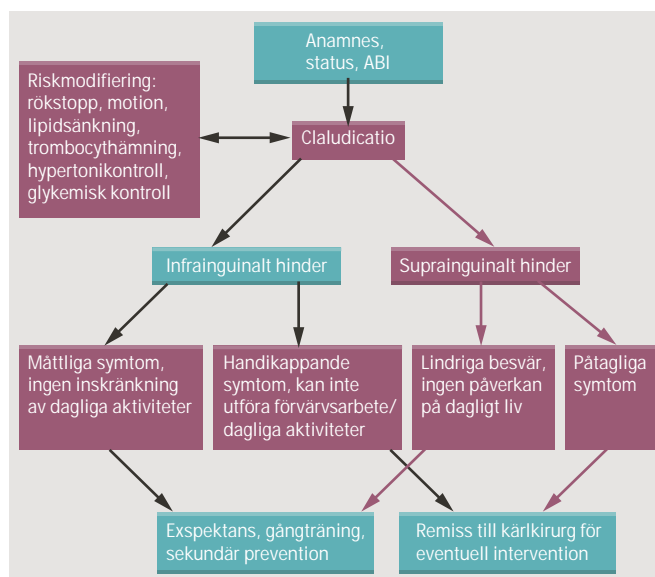 Anamnes,
status, ABI
Riskmodifiering:
rökstopp, motion,
lipidsänkning,
trombocythämning,
hypertonikontroll,
glykemisk kontroll
Claludicatio
Infrainguinalt hinder
Suprainguinalt hinder
Måttliga symtom,
ingen inskränkning
av dagliga aktiviteter
Handikappande
symtom, kan inte
utföra förvärvsarbete/
dagliga aktiviteter
Lindriga besvär,
ingen påverkan
på dagligt liv
Påtagliga
symtom
Exspektans, gångträning,
sekundär prevention
Remiss till kärlkirurg för
eventuell intervention